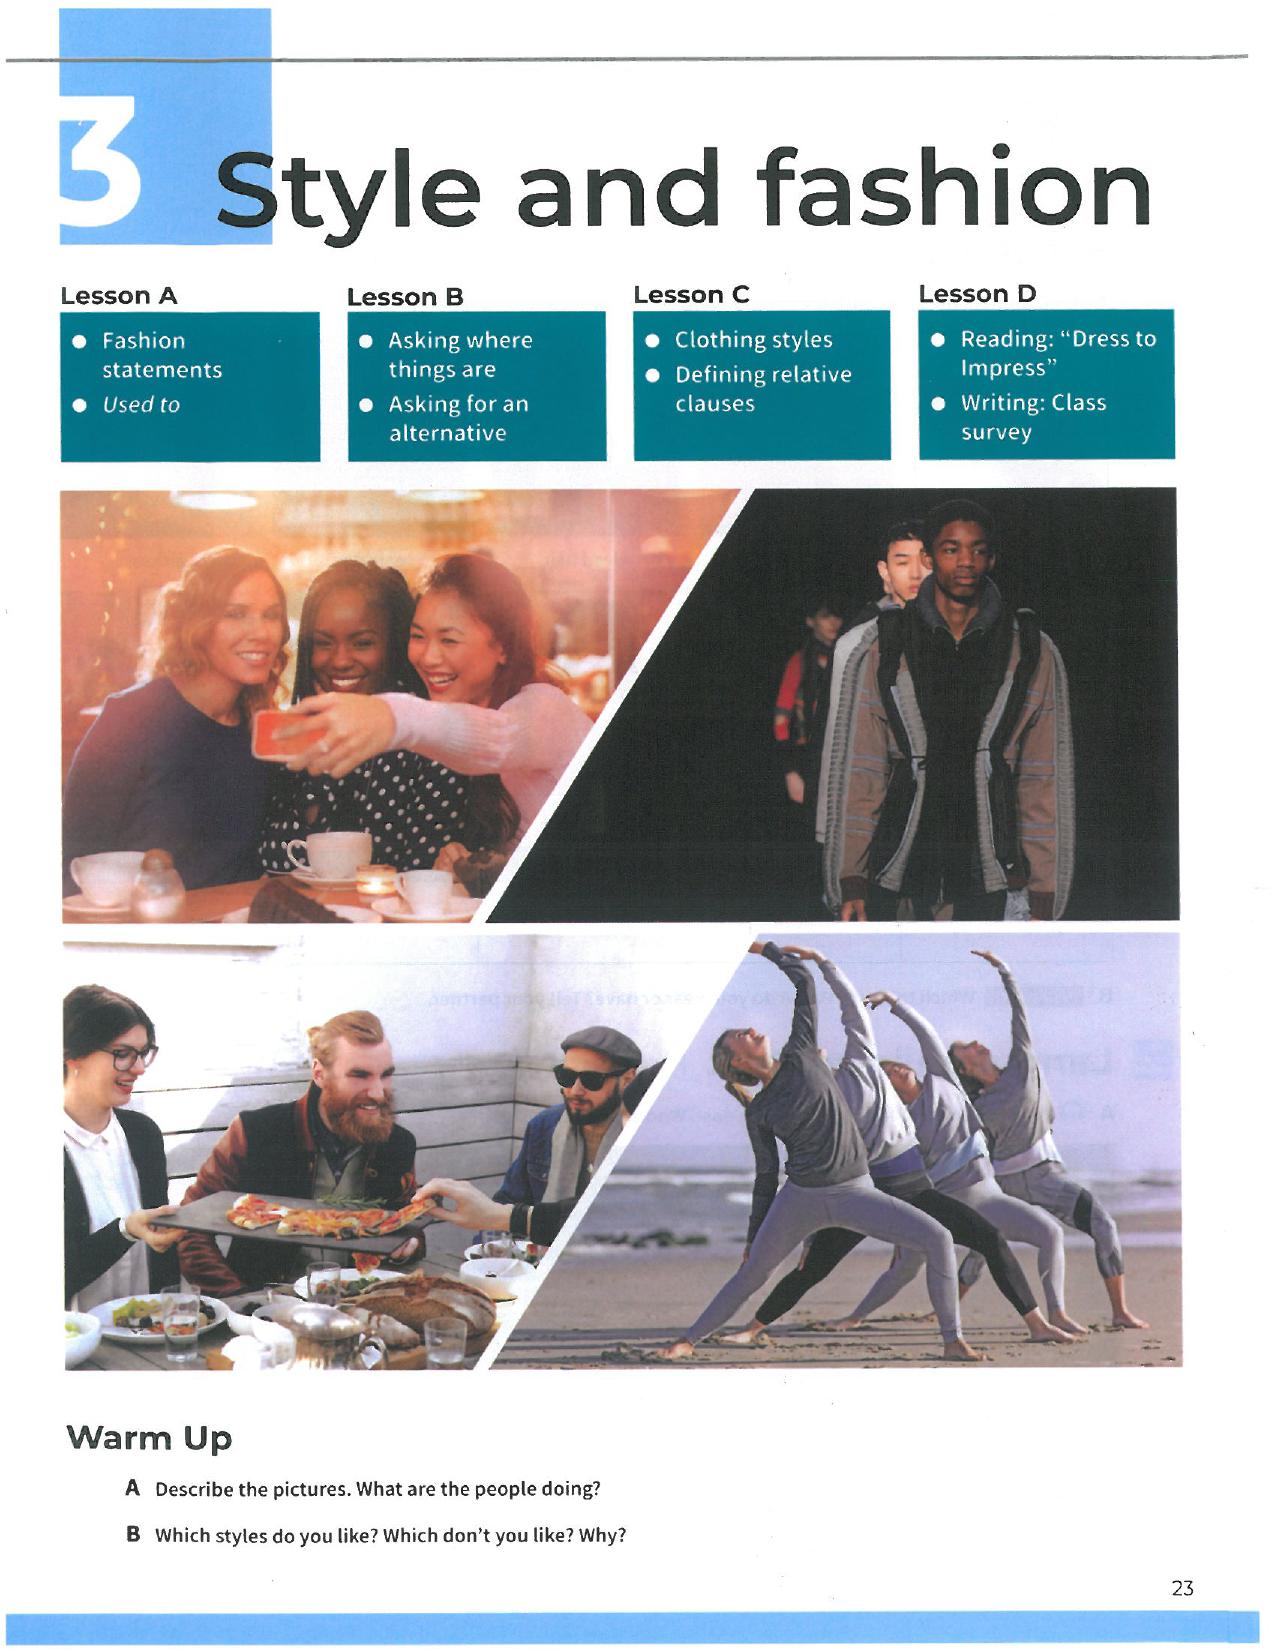 3 Style and fashion
Lesson A
Fashion
statements
Used to
Lesson B
Asking where
things are
Asking for an
alternative
Lesson C
Clothing styles
Defining relative
clauses
Lesson D
Reading: “Dress to
Impress”
Writing: Class
survey
Warm Up
A Describe the pictures. What are the people doing?
B Which styles do you like? Which don’t you like? Why?
23